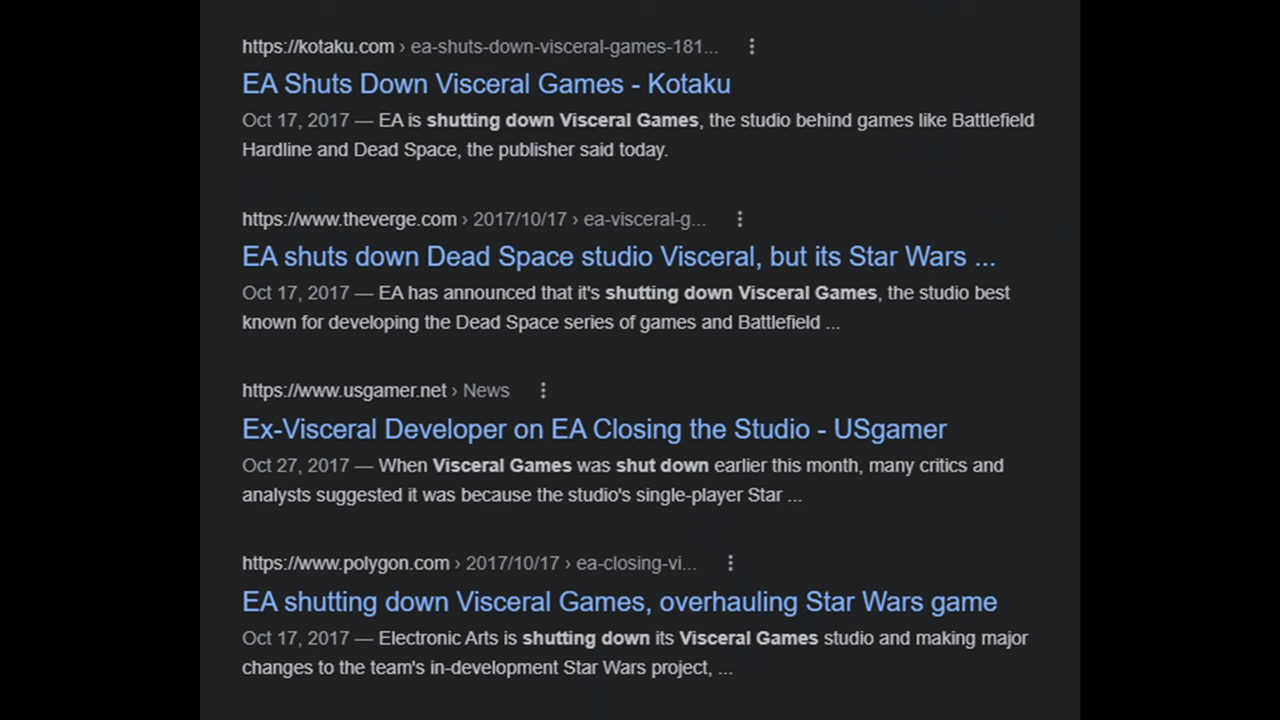 https://kotaku.com › ea-shuts-down-visceral-games-181...
EA Shuts Down Visceral Games - Kotaku
Oct 17, 2017 — EA is shutting down Visceral Games, the studio behind games like Battlefield
Hardline and Dead Space, the publisher said today.
https://www.theverge.com › 2017/10/17 › ea-visceral-g...
EA shuts down Dead Space studio Visceral, but its Star Wars ...
Oct 17, 2017 — EA has announced that it's shutting down Visceral Games, the studio best
known for developing the Dead Space series of games and Battlefield ...
https://www.usgamer.net › News
Ex-Visceral Developer on EA Closing the Studio - USgamer
Oct 27, 2017 — When Visceral Games was shut down earlier this month, many critics and
analysts suggested it was because the studio's single-player Star ...
https://www.polygon.com › 2017/10/17 › ea-closing-vi...
EA shutting down Visceral Games, overhauling Star Wars game
Oct 17, 2017 — Electronic Arts is shutting down its Visceral Games studio and making major
changes to the team's in-development Star Wars project, ...